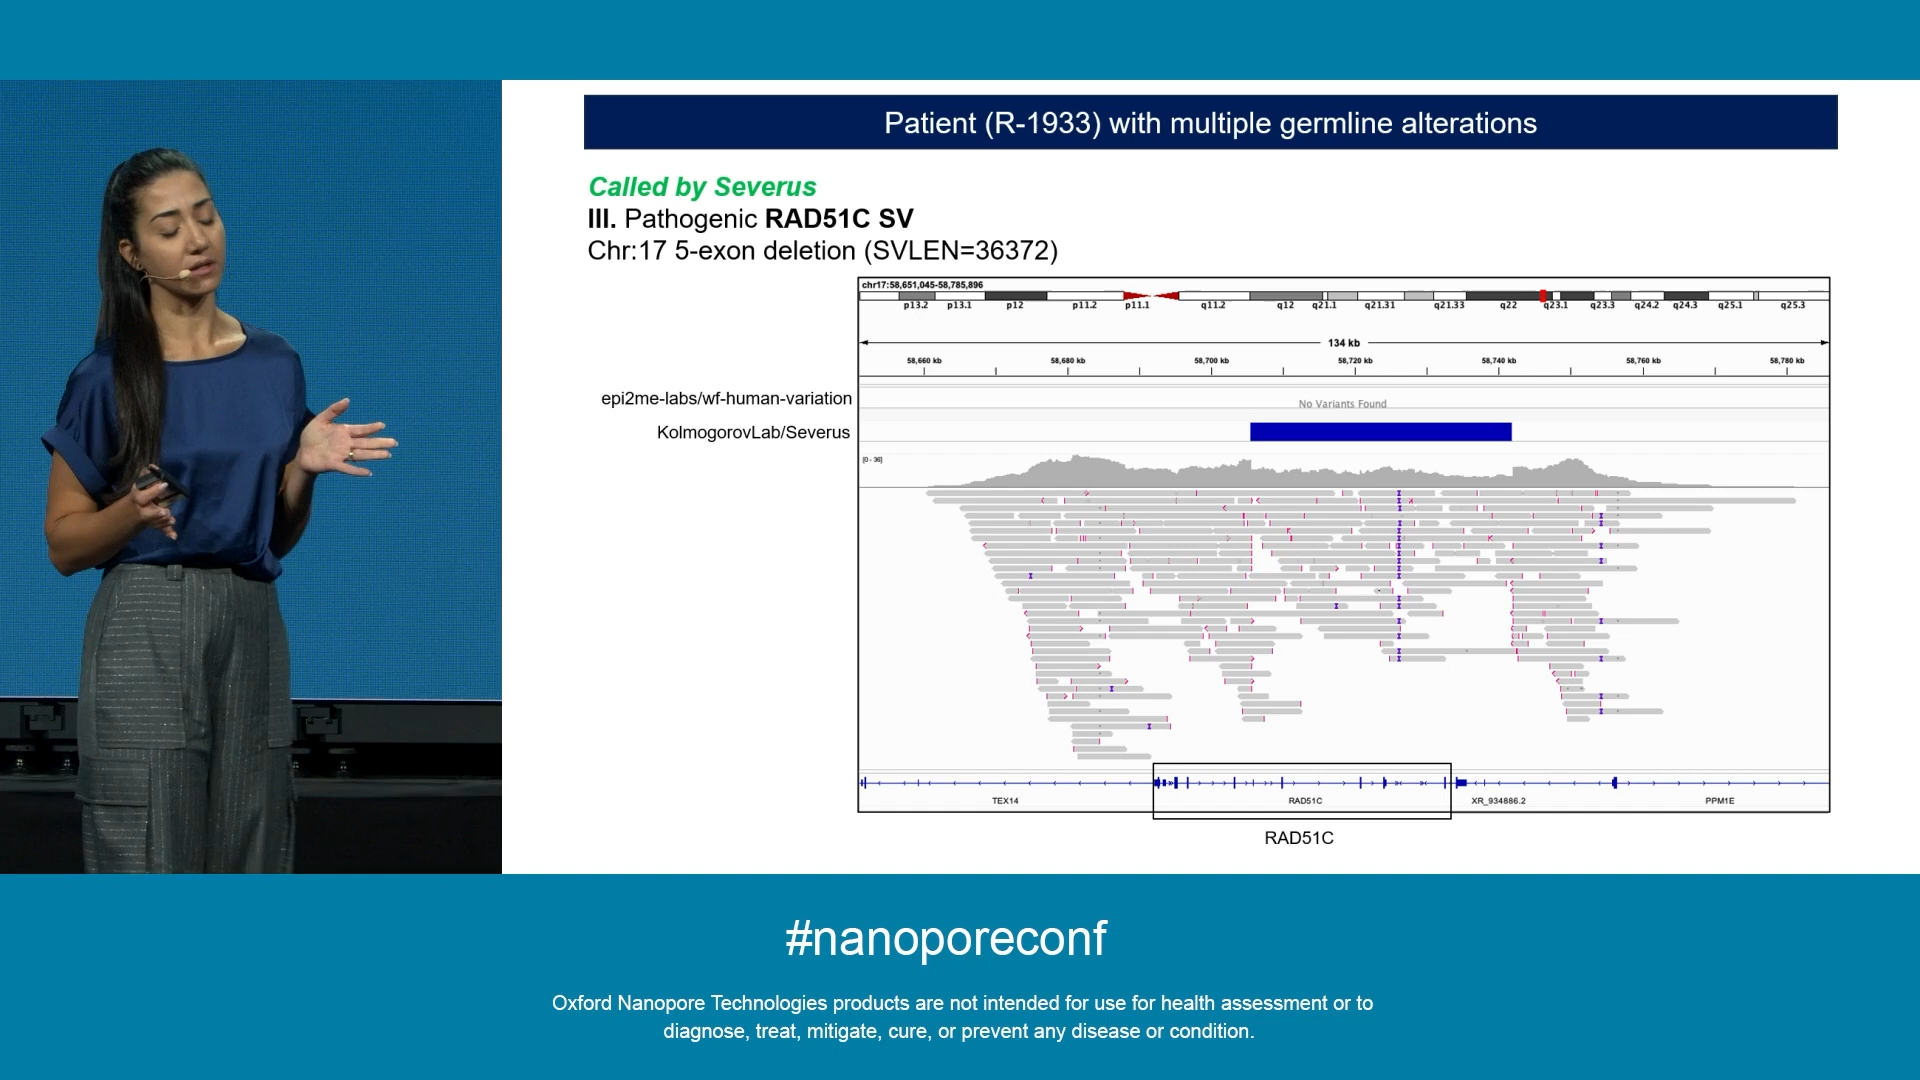 Patient (R-1933) with multiple germline alterations
Called by Severus
III. Pathogenic RAD51C SV
Chr:17 5-exon deletion (SVLEN=36372)
chr17:58,651,045-58,785,896
p13.2 p13.1 p12 p11.2 p11.1 q11.2 q12 q21.1 q21.31 q21.33 q22 q23.1 q23.3 q24.2 q24.3 q25.1 q25.3
134 kb
58,660 kb 58,680 kb 58,700 kb 58,720 kb 58,740 kb 58,760 kb 58,780 kb
epi2me-labs/wf-human-variation
No Variants Found
KolmogorovLab/Severus
[0 - 36]
TEX14 RAD51C XR_934886.2 PPM1E
RAD51C
#nanoporeconf
Oxford Nanopore Technologies products are not intended for use for health assessment or to
diagnose, treat, mitigate, cure, or prevent any disease or condition.